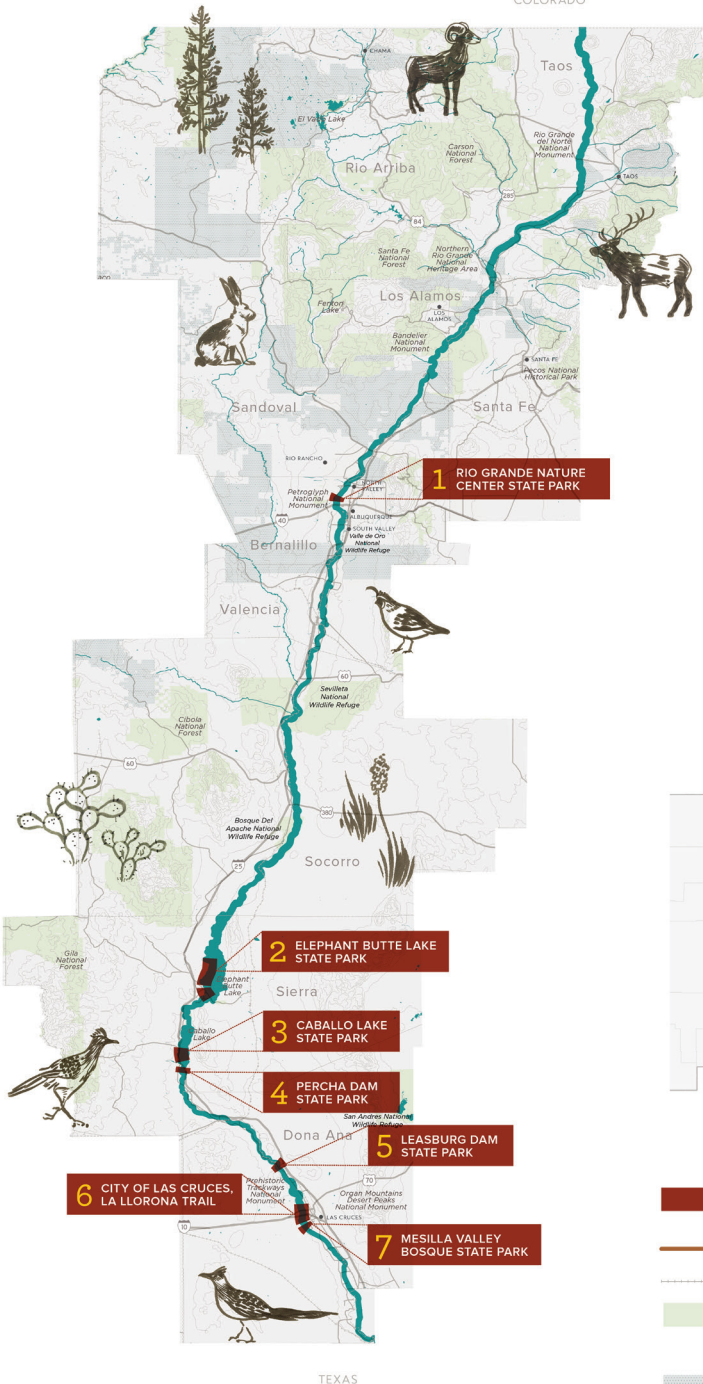 COLORADO
CHAMA
Taos
El Vado Lake
Rio Grande
del Norte
National
Monument
Carson
National
Forest
Rio Arriba
TAOS
285
84
Santa Fe
National
Forest
Northern
Rio Grande
National
Heritage Area
Los Alamos
Fenton
Lake
LOS
ALAMOS
Bandelier
National
Monument
SANTA FE
Pecos National
Historical Park
Sandoval
Santa Fe
RIO RANCHO
1 RIO GRANDE NATURE
CENTER STATE PARK
NORTH
VALLEY
Petroglyph
National
Monument
ALBUQUERQUE
40
SOUTH VALLEY
Valle de Oro
National
Wildlife Refuge
Bernalillo
Valencia
60
Sevilleta
National
Wildlife Refuge
Cibola
National
Forest
60
380
Bosque Del
Apache National
Wildlife Refuge
25
Socorro
2 ELEPHANT BUTTE LAKE
STATE PARK
Gila
National
Forest
Elephant
Butte
Lake
Sierra
3 CABALLO LAKE
STATE PARK
Caballo
Lake
4 PERCHA DAM
STATE PARK
San Andres National
Wildlife Refuge
Dona Ana
5 LEASBURG DAM
STATE PARK
6 CITY OF LAS CRUCES,
LA LLORONA TRAIL
Prehistoric
Trackways
National
Monument
70
Organ Mountains
Desert Peaks
National Monument
LAS CRUCES
10
7 MESILLA VALLEY
BOSQUE STATE PARK
TEXAS